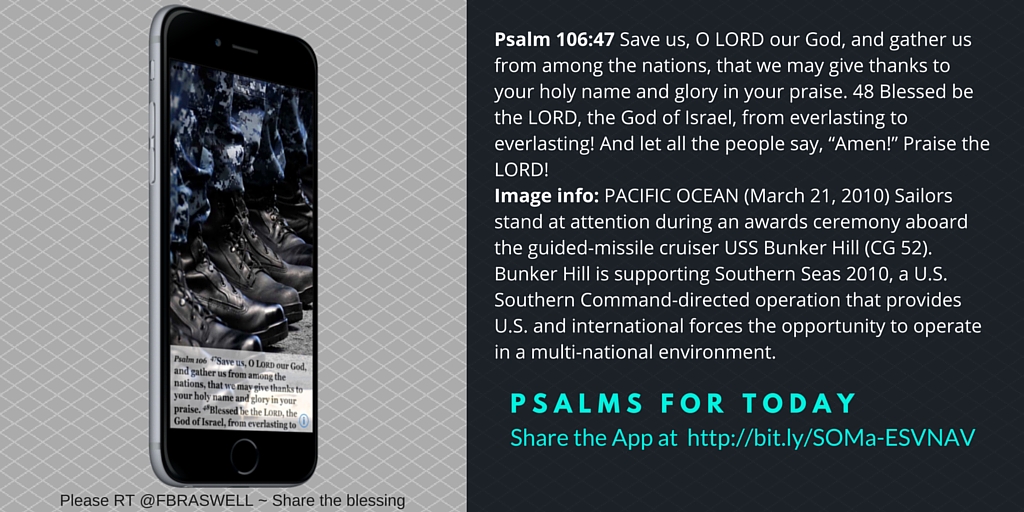 Psalm 106 47Save us, O LORD our God,
and gather us from among the
nations, that we may give thanks to
your holy name and glory in your
praise. 48Blessed be the LORD, the
God of Israel, from everlasting to
Please RT @FBRASWELL ~ Share the blessing
Psalm 106:47 Save us, O LORD our God, and gather us
from among the nations, that we may give thanks to
your holy name and glory in your praise. 48 Blessed be
the LORD, the God of Israel, from everlasting to
everlasting! And let all the people say, “Amen!” Praise the
LORD!
Image info: PACIFIC OCEAN (March 21, 2010) Sailors
stand at attention during an awards ceremony aboard
the guided-missile cruiser USS Bunker Hill (CG 52).
Bunker Hill is supporting Southern Seas 2010, a U.S.
Southern Command-directed operation that provides
U.S. and international forces the opportunity to operate
in a multi-national environment.
PSALMS FOR TODAY
Share the App at http://bit.ly/SOMa-ESVNAV